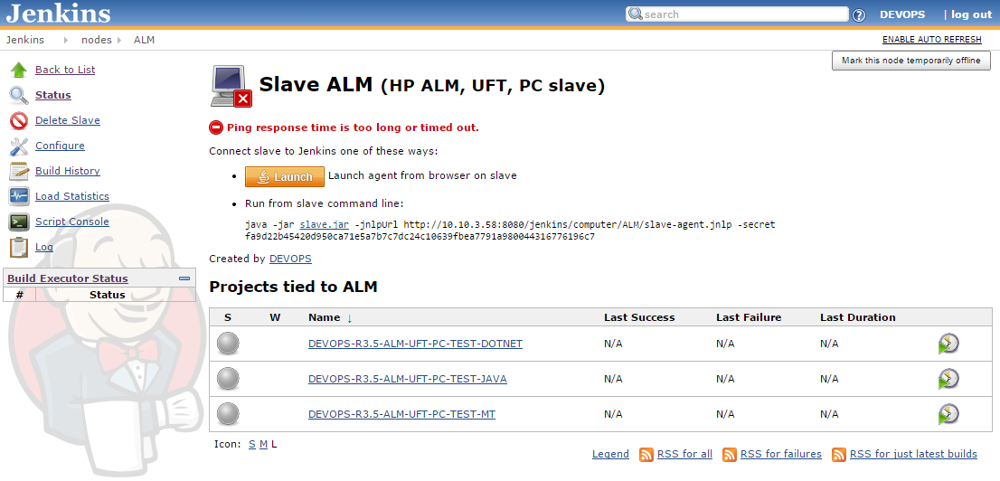 Jenkins
search
DEVOPS | log out
Jenkins nodes ALM
ENABLE AUTO REFRESH
Mark this node temporarily offline
Back to List
Status
Delete Slave
Configure
Build History
Load Statistics
Script Console
Log
Build Executor Status
# Status
Slave ALM (HP ALM, UFT, PC slave)
Ping response time is too long or timed out.
Connect slave to Jenkins one of these ways:
• Launch Launch agent from browser on slave
• Run from slave command line:
java -jar slave.jar -jnlpUrl http://10.10.3.58:8080/jenkins/computer/ALM/slave-agent.jnlp -secret
fa9d22b45420d950ca71e5a7b7c7dc24c10639fbea7791a980044316776196c7
Created by DEVOPS
Projects tied to ALM
S W Name ↓ Last Success Last Failure Last Duration
DEVOPS-R3.5-ALM-UFT-PC-TEST-DOTNET N/A N/A N/A
DEVOPS-R3.5-ALM-UFT-PC-TEST-JAVA N/A N/A N/A
DEVOPS-R3.5-ALM-UFT-PC-TEST-MT N/A N/A N/A
Icon: S M L
Legend RSS for all RSS for failures RSS for just latest builds